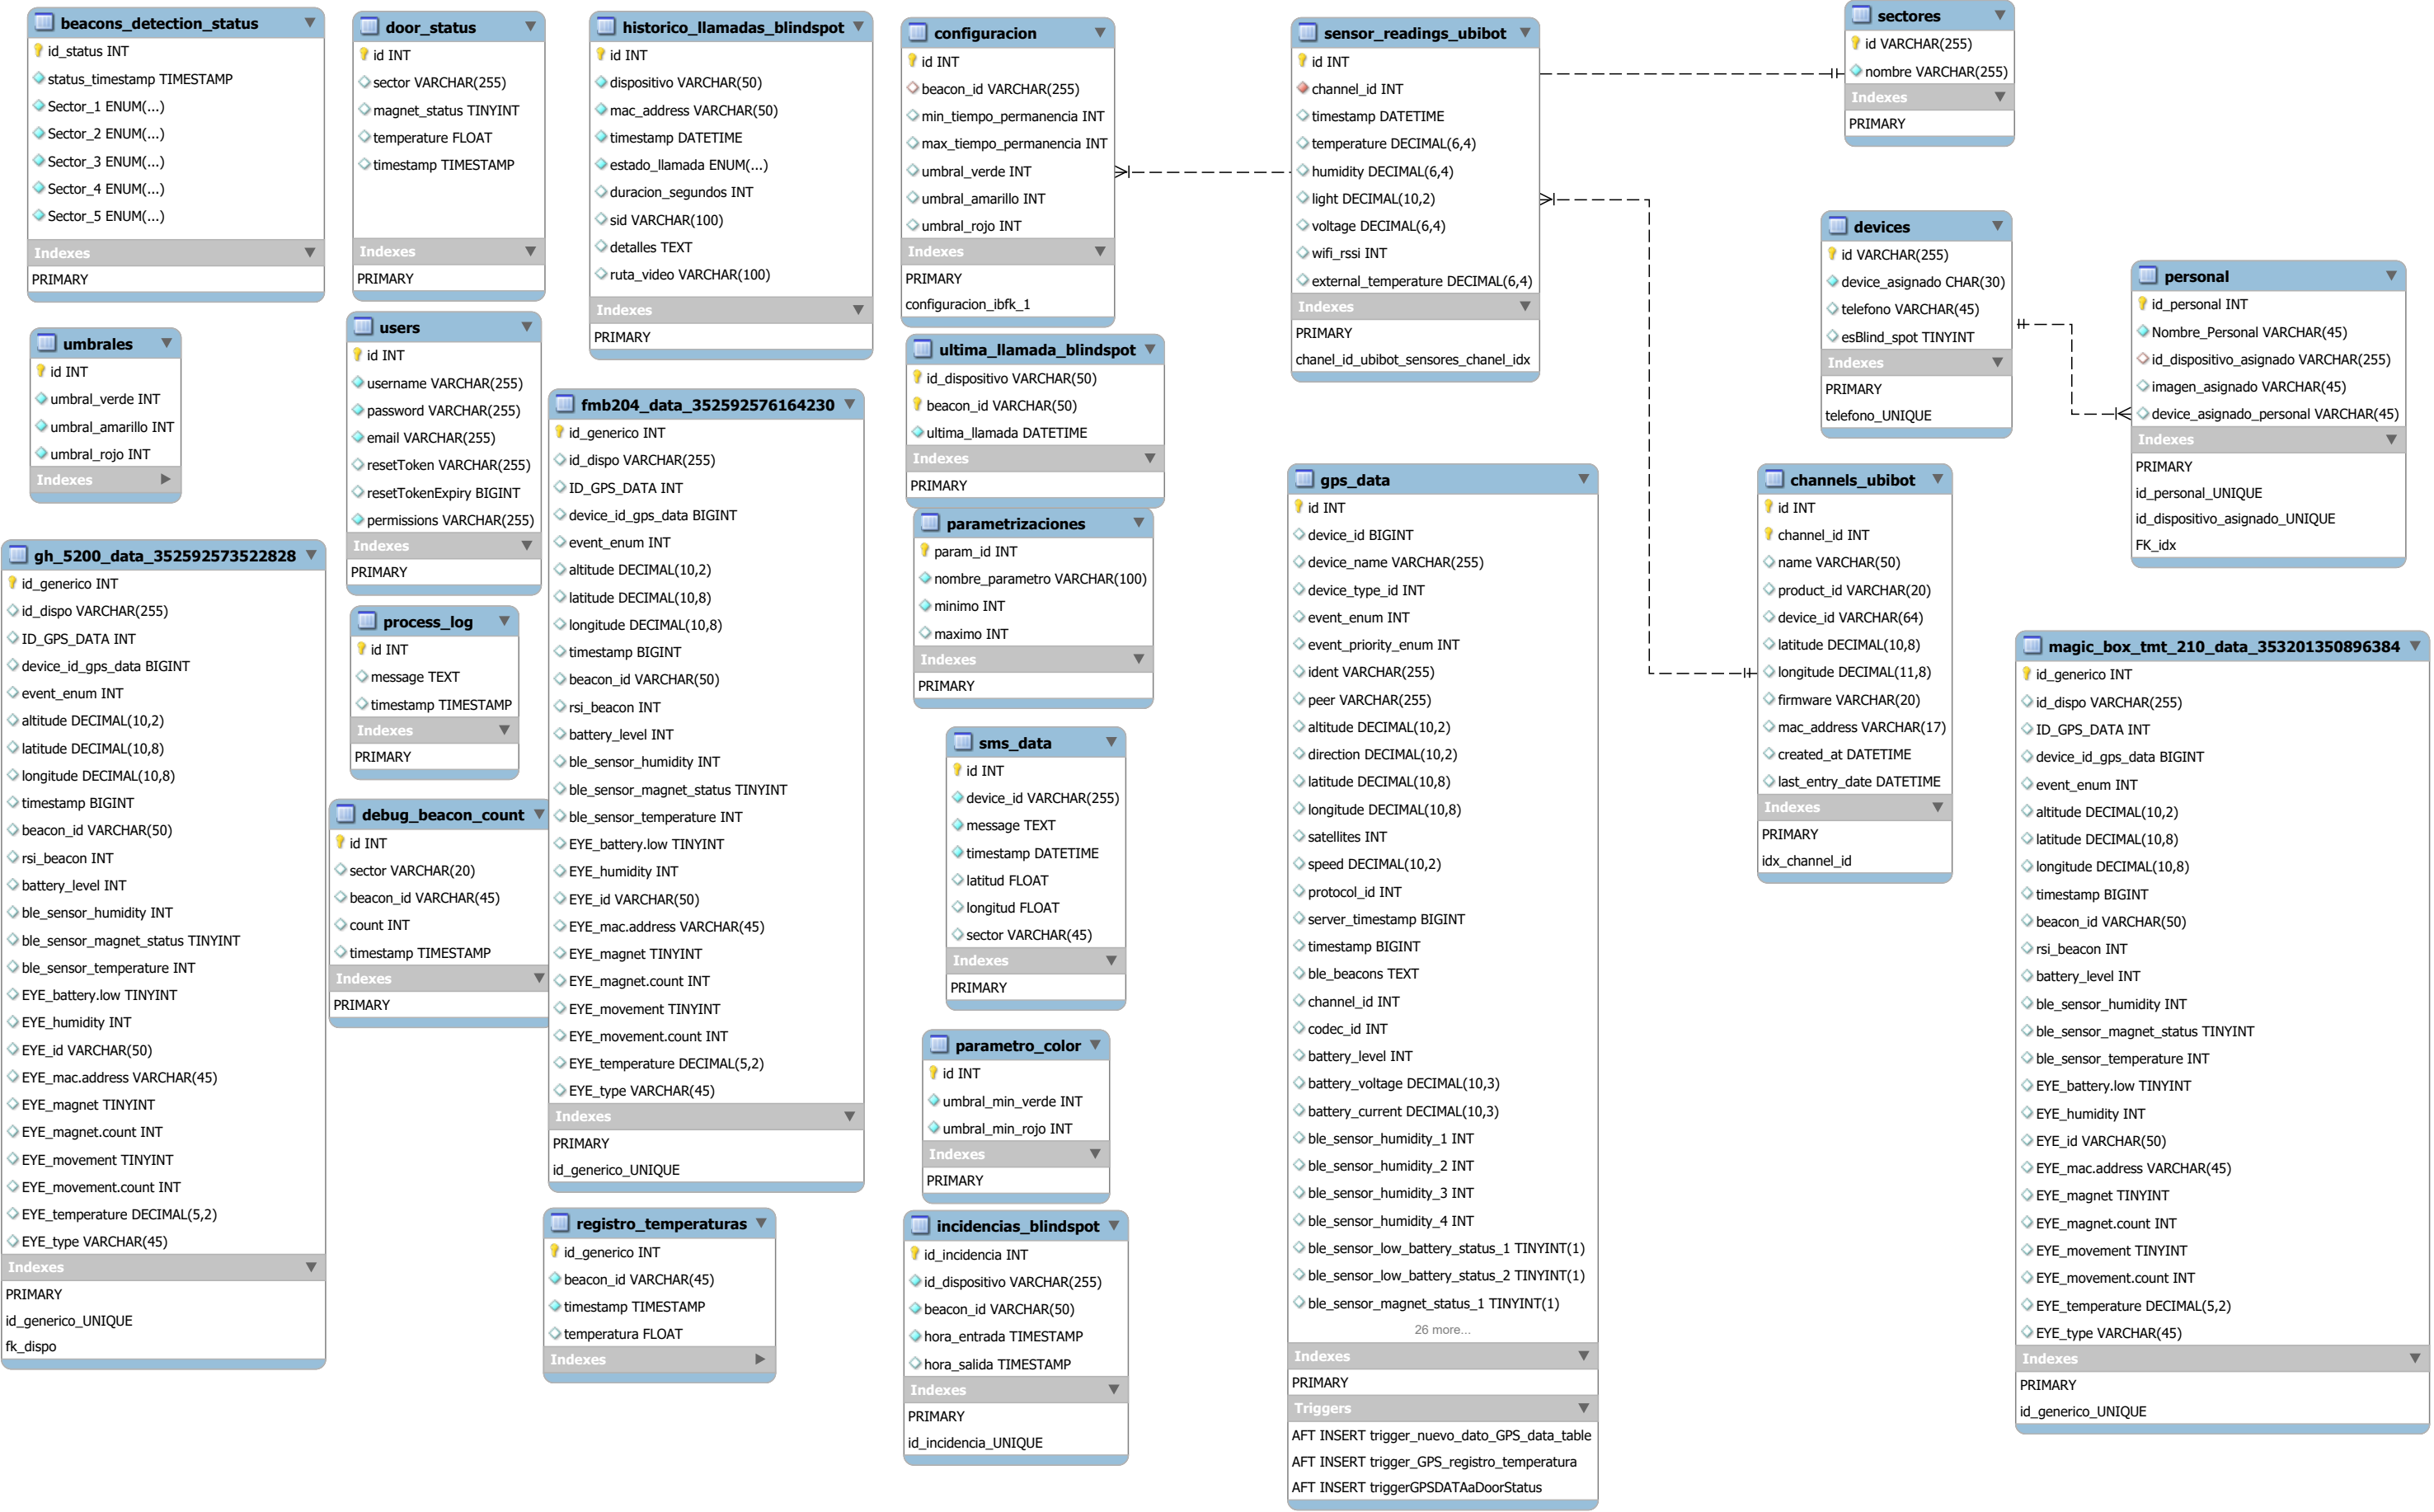 beacons_detection_status
id_status INT
status_timestamp TIMESTAMP
Sector_1 ENUM(...)
Sector_2 ENUM(...)
Sector_3 ENUM(...)
Sector_4 ENUM(...)
Sector_5 ENUM(...)
Indexes
PRIMARY
door_status
id INT
sector VARCHAR(255)
magnet_status TINYINT
temperature FLOAT
timestamp TIMESTAMP
Indexes
PRIMARY
historico_llamadas_blindspot
id INT
dispositivo VARCHAR(50)
mac_address VARCHAR(50)
timestamp DATETIME
estado_llamada ENUM(...)
duracion_segundos INT
sid VARCHAR(100)
detalles TEXT
ruta_video VARCHAR(100)
Indexes
PRIMARY
configuracion
id INT
beacon_id VARCHAR(255)
min_tiempo_permanencia INT
max_tiempo_permanencia INT
umbral_verde INT
umbral_amarillo INT
umbral_rojo INT
Indexes
PRIMARY
configuracion_ibfk_1
sensor_readings_ubibot
id INT
channel_id INT
timestamp DATETIME
temperature DECIMAL(6,4)
humidity DECIMAL(6,4)
light DECIMAL(10,2)
voltage DECIMAL(6,4)
wifi_rssi INT
external_temperature DECIMAL(6,4)
Indexes
PRIMARY
chanel_id_ubibot_sensores_chanel_idx
sectores
id VARCHAR(255)
nombre VARCHAR(255)
Indexes
PRIMARY
devices
id VARCHAR(255)
device_asignado CHAR(30)
telefono VARCHAR(45)
esBlind_spot TINYINT
Indexes
PRIMARY
telefono_UNIQUE
personal
id_personal INT
Nombre_Personal VARCHAR(45)
id_dispositivo_asignado VARCHAR(255)
imagen_asignado VARCHAR(45)
device_asignado_personal VARCHAR(45)
Indexes
PRIMARY
id_personal_UNIQUE
id_dispositivo_asignado_UNIQUE
FK_idx
umbrales
id INT
umbral_verde INT
umbral_amarillo INT
umbral_rojo INT
Indexes
users
id INT
username VARCHAR(255)
password VARCHAR(255)
email VARCHAR(255)
resetToken VARCHAR(255)
resetTokenExpiry BIGINT
permissions VARCHAR(255)
Indexes
PRIMARY
ultima_llamada_blindspot
id_dispositivo VARCHAR(50)
beacon_id VARCHAR(50)
ultima_llamada DATETIME
Indexes
PRIMARY
fmb204_data_352592576164230
id_generico INT
id_dispo VARCHAR(255)
ID_GPS_DATA INT
device_id_gps_data BIGINT
event_enum INT
altitude DECIMAL(10,2)
latitude DECIMAL(10,8)
longitude DECIMAL(10,8)
timestamp BIGINT
beacon_id VARCHAR(50)
rsi_beacon INT
battery_level INT
ble_sensor_humidity INT
ble_sensor_magnet_status TINYINT
ble_sensor_temperature INT
EYE_battery.low TINYINT
EYE_humidity INT
EYE_id VARCHAR(50)
EYE_mac.address VARCHAR(45)
EYE_magnet TINYINT
EYE_magnet.count INT
EYE_movement TINYINT
EYE_movement.count INT
EYE_temperature DECIMAL(5,2)
EYE_type VARCHAR(45)
Indexes
PRIMARY
id_generico_UNIQUE
gps_data
id INT
device_id BIGINT
device_name VARCHAR(255)
device_type_id INT
event_enum INT
event_priority_enum INT
ident VARCHAR(255)
peer VARCHAR(255)
altitude DECIMAL(10,2)
direction DECIMAL(10,2)
latitude DECIMAL(10,8)
longitude DECIMAL(10,8)
satellites INT
speed DECIMAL(10,2)
protocol_id INT
server_timestamp BIGINT
timestamp BIGINT
ble_beacons TEXT
channel_id INT
codec_id INT
battery_level INT
battery_voltage DECIMAL(10,3)
battery_current DECIMAL(10,3)
ble_sensor_humidity_1 INT
ble_sensor_humidity_2 INT
ble_sensor_humidity_3 INT
ble_sensor_humidity_4 INT
ble_sensor_low_battery_status_1 TINYINT(1)
ble_sensor_low_battery_status_2 TINYINT(1)
ble_sensor_magnet_status_1 TINYINT(1)
26 more...
Indexes
PRIMARY
Triggers
AFT INSERT trigger_nuevo_dato_GPS_data_table
AFT INSERT trigger_GPS_registro_temperatura
AFT INSERT triggerGPSDATAaDoorStatus
channels_ubibot
id INT
channel_id INT
name VARCHAR(50)
product_id VARCHAR(20)
device_id VARCHAR(64)
latitude DECIMAL(10,8)
longitude DECIMAL(11,8)
firmware VARCHAR(20)
mac_address VARCHAR(17)
created_at DATETIME
last_entry_date DATETIME
Indexes
PRIMARY
idx_channel_id
parametrizaciones
param_id INT
nombre_parametro VARCHAR(100)
minimo INT
maximo INT
Indexes
PRIMARY
gh_5200_data_352592573522828
id_generico INT
id_dispo VARCHAR(255)
ID_GPS_DATA INT
device_id_gps_data BIGINT
event_enum INT
altitude DECIMAL(10,2)
latitude DECIMAL(10,8)
longitude DECIMAL(10,8)
timestamp BIGINT
beacon_id VARCHAR(50)
rsi_beacon INT
battery_level INT
ble_sensor_humidity INT
ble_sensor_magnet_status TINYINT
ble_sensor_temperature INT
EYE_battery.low TINYINT
EYE_humidity INT
EYE_id VARCHAR(50)
EYE_mac.address VARCHAR(45)
EYE_magnet TINYINT
EYE_magnet.count INT
EYE_movement TINYINT
EYE_movement.count INT
EYE_temperature DECIMAL(5,2)
EYE_type VARCHAR(45)
Indexes
PRIMARY
id_generico_UNIQUE
fk_dispo
process_log
id INT
message TEXT
timestamp TIMESTAMP
Indexes
PRIMARY
magic_box_tmt_210_data_353201350896384
id_generico INT
id_dispo VARCHAR(255)
ID_GPS_DATA INT
device_id_gps_data BIGINT
event_enum INT
altitude DECIMAL(10,2)
latitude DECIMAL(10,8)
longitude DECIMAL(10,8)
timestamp BIGINT
beacon_id VARCHAR(50)
rsi_beacon INT
battery_level INT
ble_sensor_humidity INT
ble_sensor_magnet_status TINYINT
ble_sensor_temperature INT
EYE_battery.low TINYINT
EYE_humidity INT
EYE_id VARCHAR(50)
EYE_mac.address VARCHAR(45)
EYE_magnet TINYINT
EYE_magnet.count INT
EYE_movement TINYINT
EYE_movement.count INT
EYE_temperature DECIMAL(5,2)
EYE_type VARCHAR(45)
Indexes
PRIMARY
id_generico_UNIQUE
sms_data
id INT
device_id VARCHAR(255)
message TEXT
timestamp DATETIME
latitud FLOAT
longitud FLOAT
sector VARCHAR(45)
Indexes
PRIMARY
debug_beacon_count
id INT
sector VARCHAR(20)
beacon_id VARCHAR(45)
count INT
timestamp TIMESTAMP
Indexes
PRIMARY
parametro_color
id INT
umbral_min_verde INT
umbral_min_rojo INT
Indexes
PRIMARY
registro_temperaturas
id_generico INT
beacon_id VARCHAR(45)
timestamp TIMESTAMP
temperatura FLOAT
Indexes
incidencias_blindspot
id_incidencia INT
id_dispositivo VARCHAR(255)
beacon_id VARCHAR(50)
hora_entrada TIMESTAMP
hora_salida TIMESTAMP
Indexes
PRIMARY
id_incidencia_UNIQUE